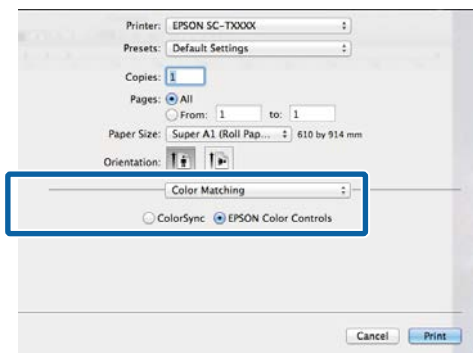 Printer: EPSON SC-TXXXX
Presets: Default Settings
Copies: 1
Pages: All
From: 1 to: 1
Paper Size: Super A1 (Roll Pap... 610 by 914 mm
Orientation:
Color Matching
ColorSync EPSON Color Controls
Cancel Print